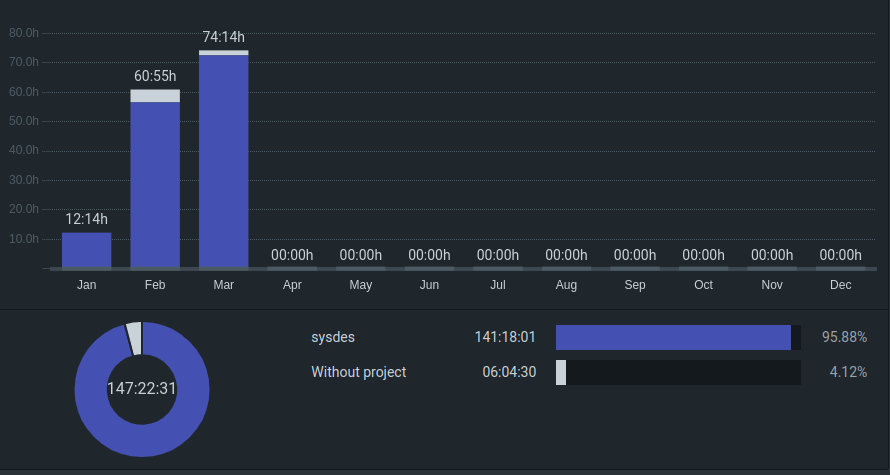 80.0h
74:14h
70.0h
60:55h
60.0h
50.0h
40.0h
30.0h
20.0h
12:14h
10.0h
00:00h 00:00h 00:00h 00:00h 00:00h 00:00h 00:00h 00:00h 00:00h
Jan Feb Mar Apr May Jun Jul Aug Sep Oct Nov Dec
147:22:31
sysdes 141:18:01 95.88%
Without project 06:04:30 4.12%